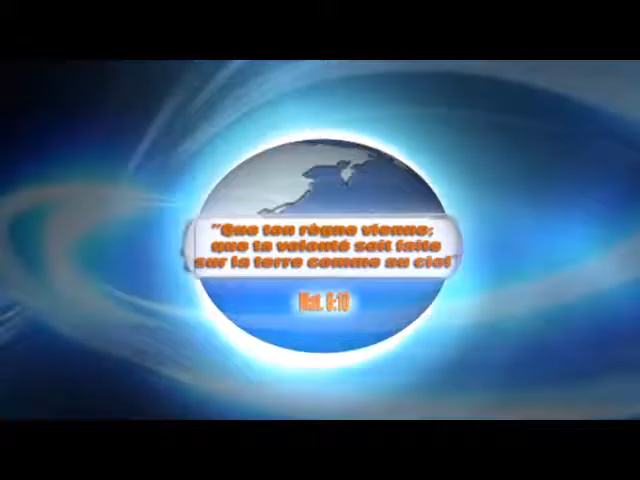 "Que ton règne vienne;
que ta volonté soit faite
sur la terre comme au ciel"
Mat. 6:10